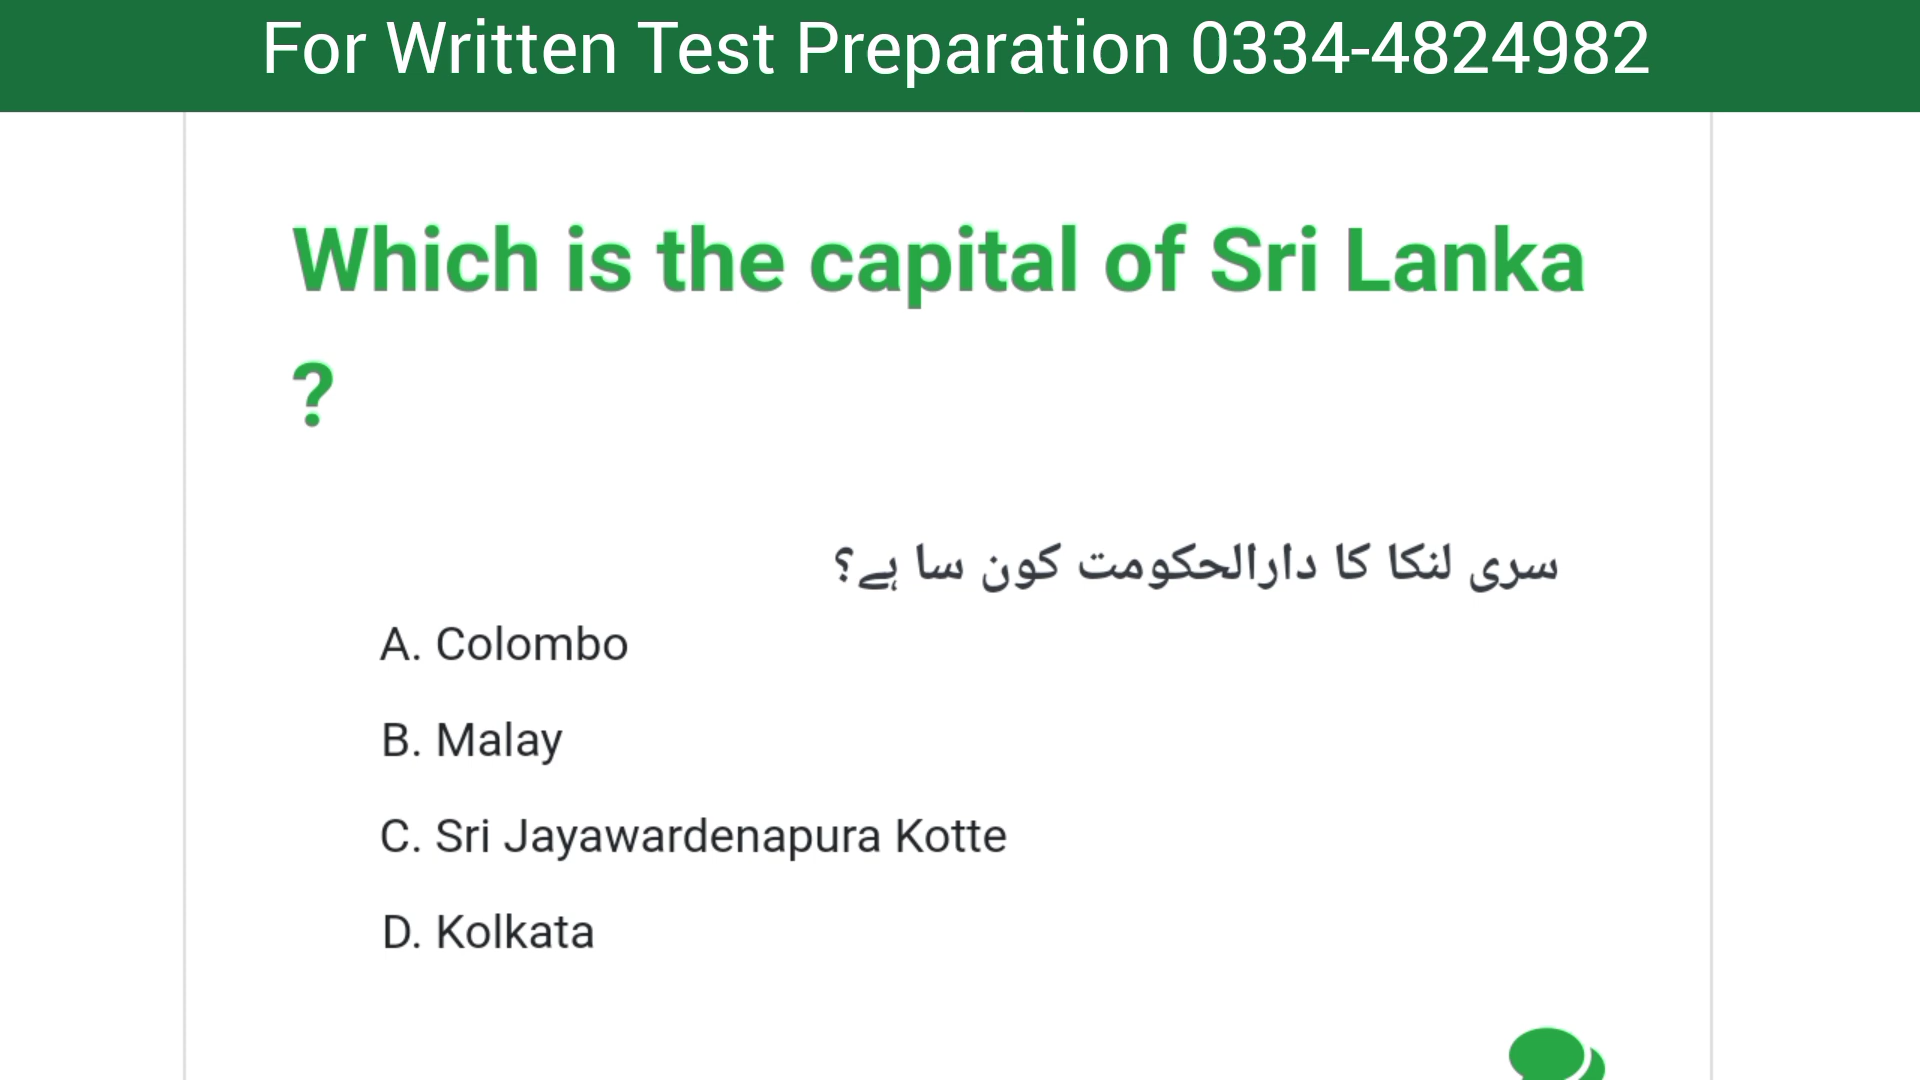 For Written Test Preparation 0334-4824982
Which is the capital of Sri Lanka
?
سری لنکا کا دارالحکومت کون سا ہے؟
A. Colombo
B. Malay
C. Sri Jayawardenapura Kotte
D. Kolkata